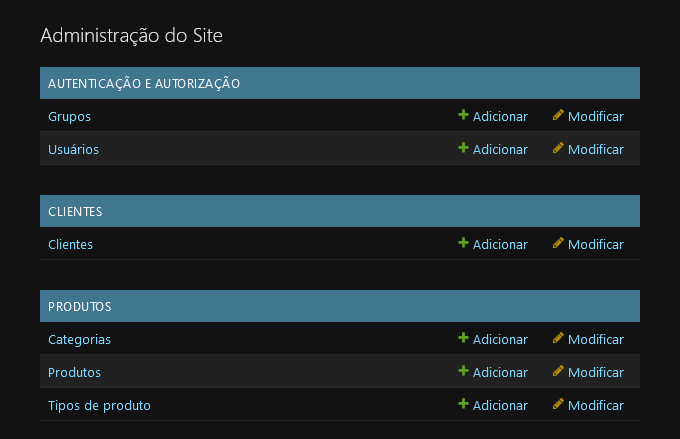 Administração do Site
AUTENTICAÇÃO E AUTORIZAÇÃO
Grupos Adicionar Modificar
Usuários Adicionar Modificar
CLIENTES
Clientes Adicionar Modificar
PRODUTOS
Categorias Adicionar Modificar
Produtos Adicionar Modificar
Tipos de produto Adicionar Modificar